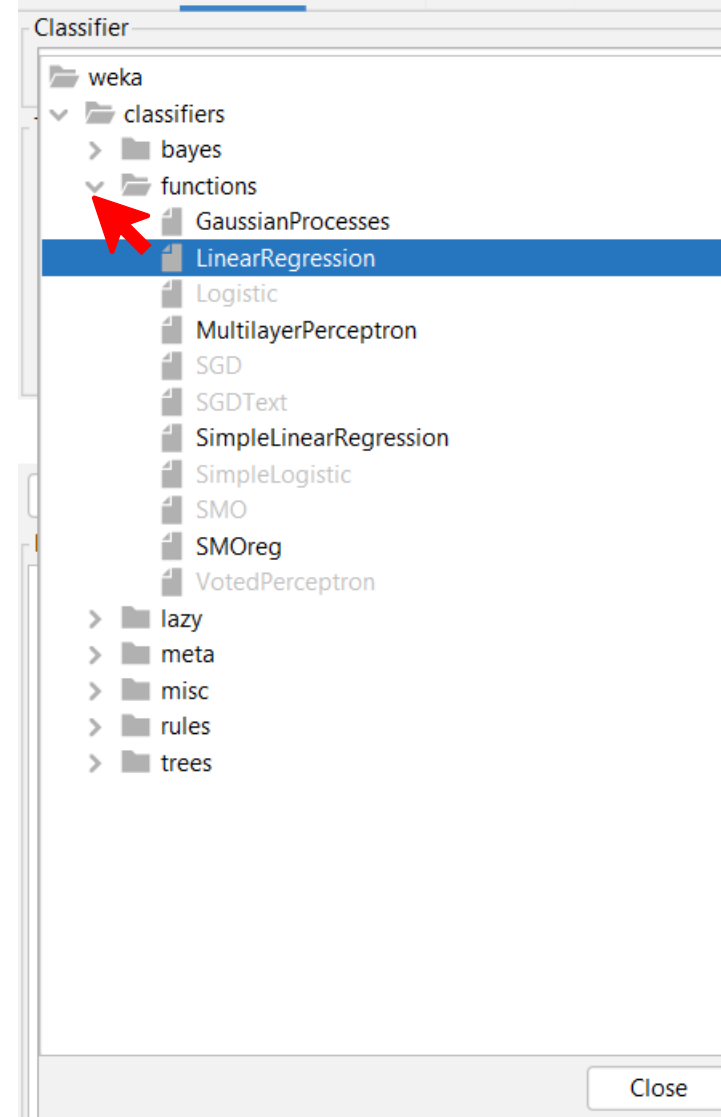 Classifier
weka
classifiers
bayes
functions
GaussianProcesses
LinearRegression
Logistic
MultilayerPerceptron
SGD
SGDText
SimpleLinearRegression
SimpleLogistic
SMO
SMOreg
VotedPerceptron
lazy
meta
misc
rules
trees
Close